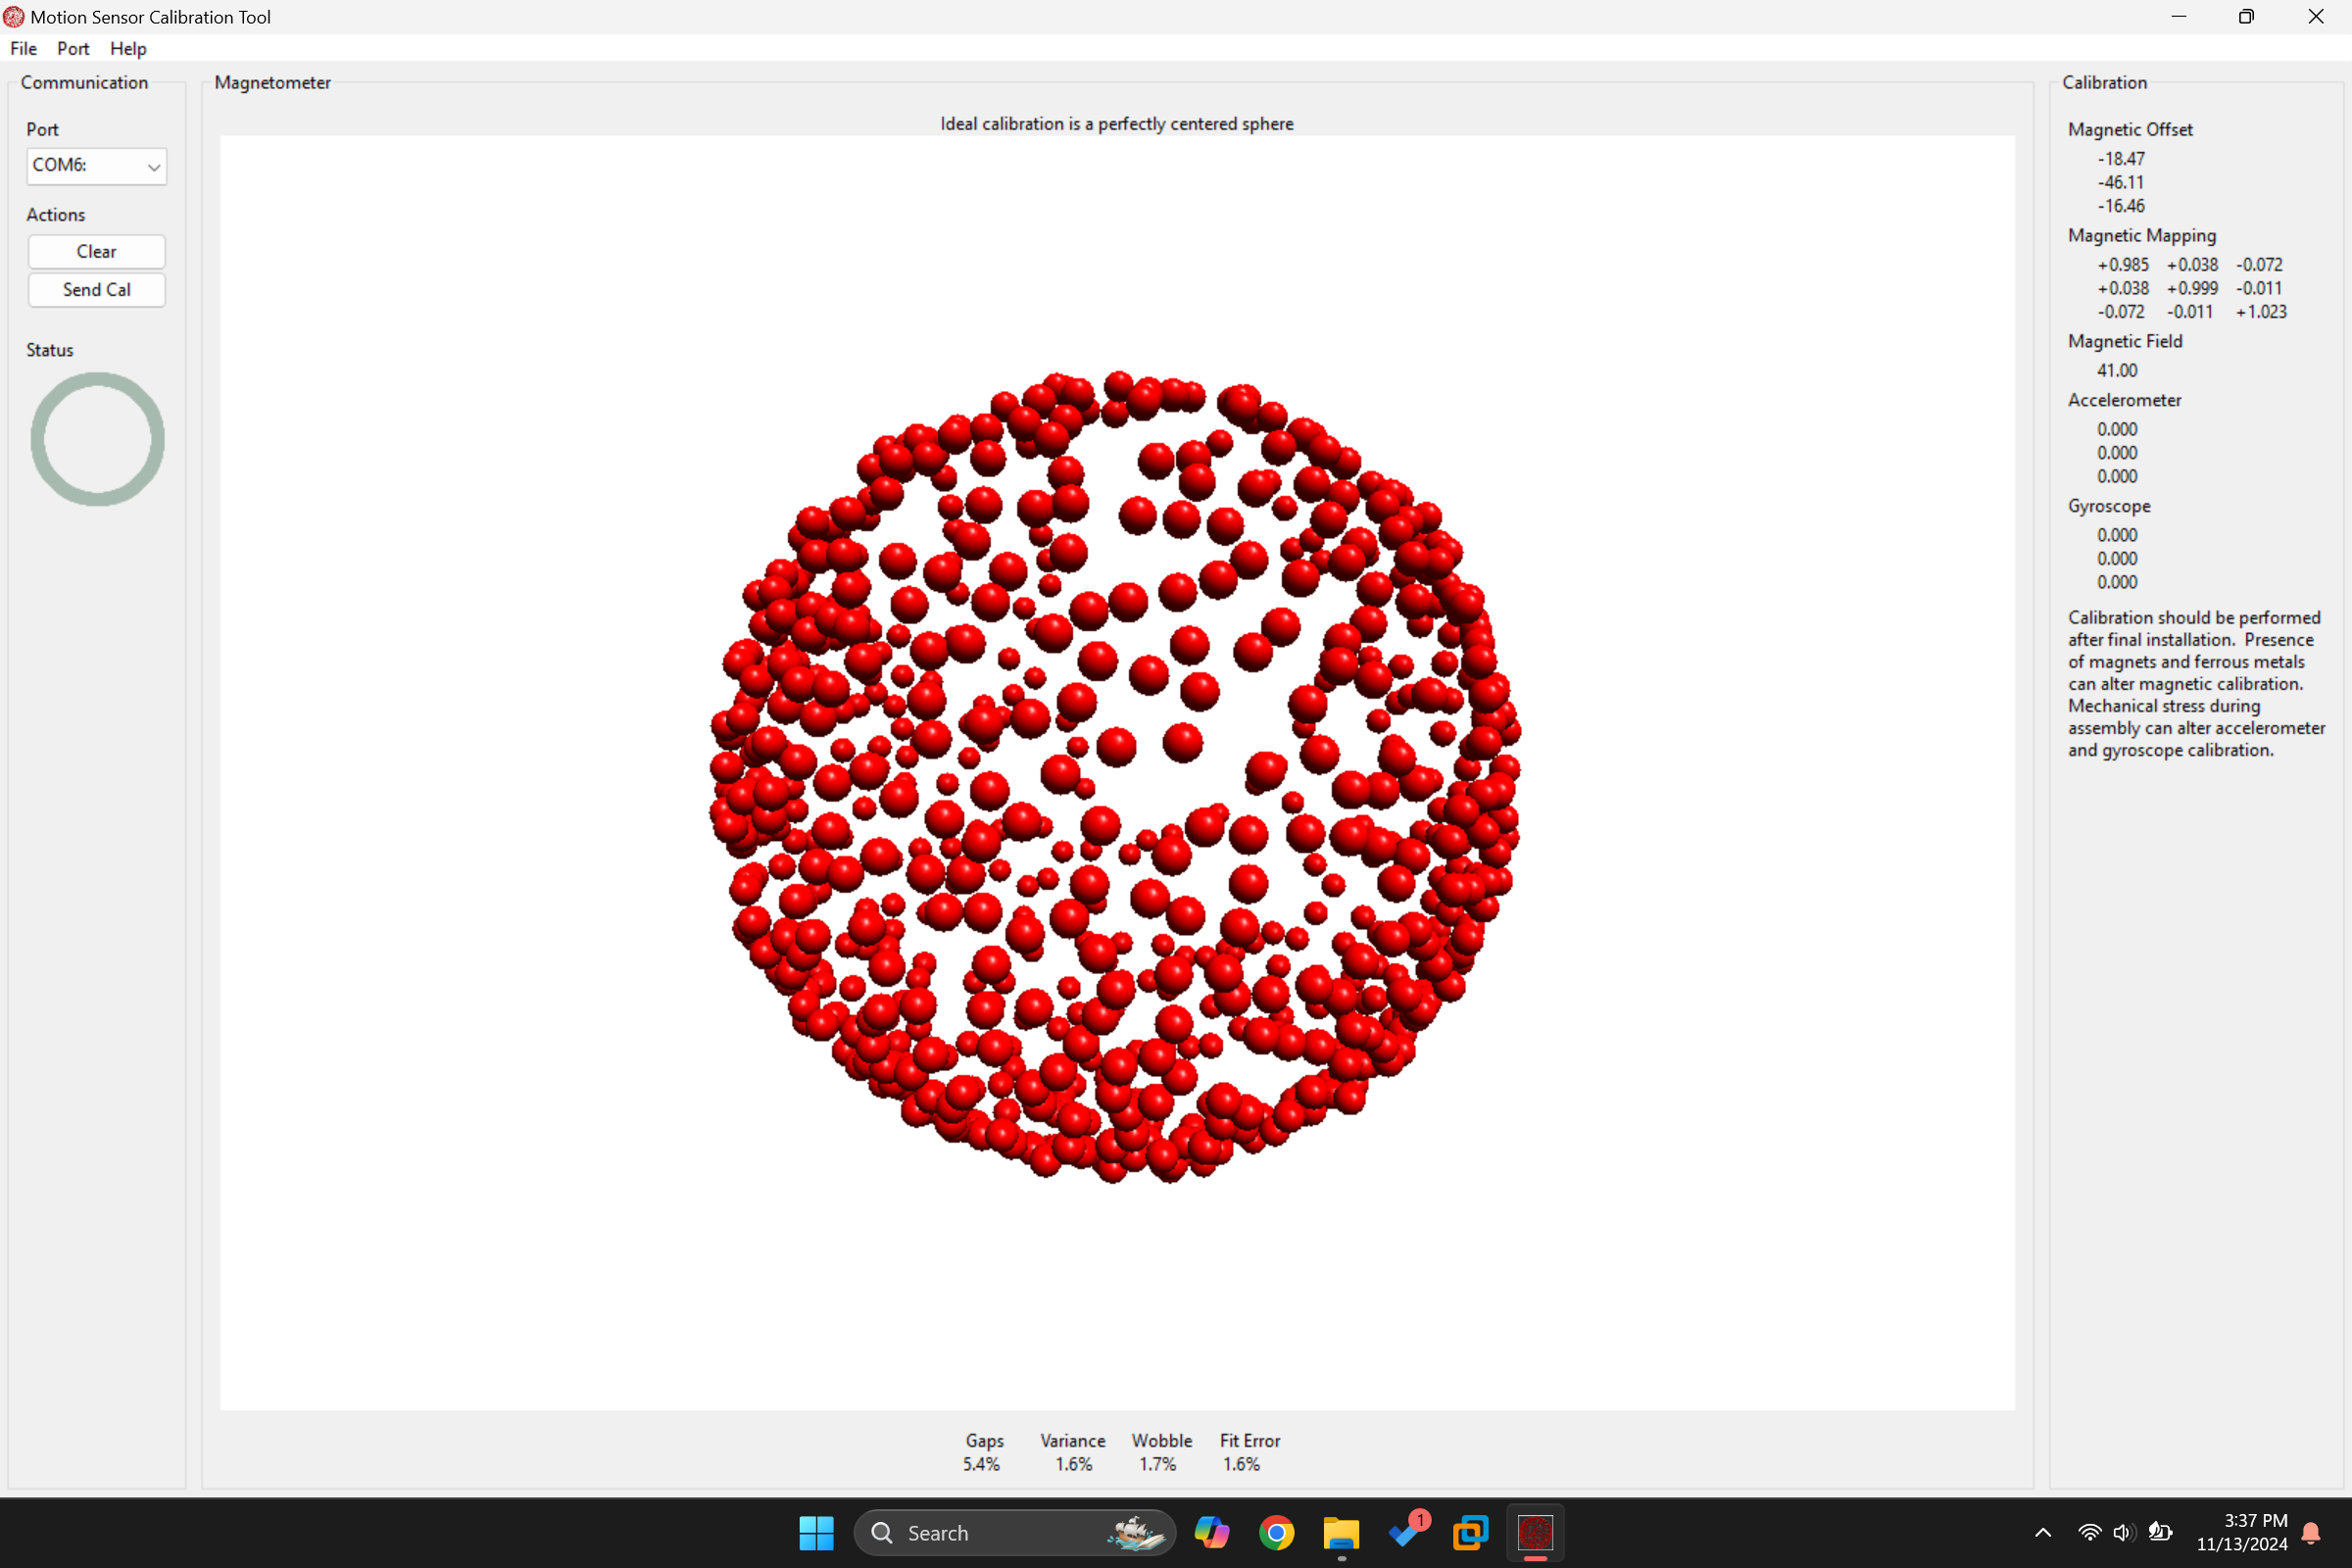 Motion Sensor Calibration Tool
File Port Help
Communication
Port
COM6:
Actions
Clear
Send Cal
Status
Magnetometer
Ideal calibration is a perfectly centered sphere
Gaps Variance Wobble Fit Error
5.4% 1.6% 1.7% 1.6%
Calibration
Magnetic Offset
-18.47
-46.11
-16.46
Magnetic Mapping
+0.985 +0.038 -0.072
+0.038 +0.999 -0.011
-0.072 -0.011 +1.023
Magnetic Field
41.00
Accelerometer
0.000
0.000
0.000
Gyroscope
0.000
0.000
0.000
Calibration should be performed
after final installation. Presence
of magnets and ferrous metals
can alter magnetic calibration.
Mechanical stress during
assembly can alter accelerometer
and gyroscope calibration.
Search
1
3:37 PM
11/13/2024